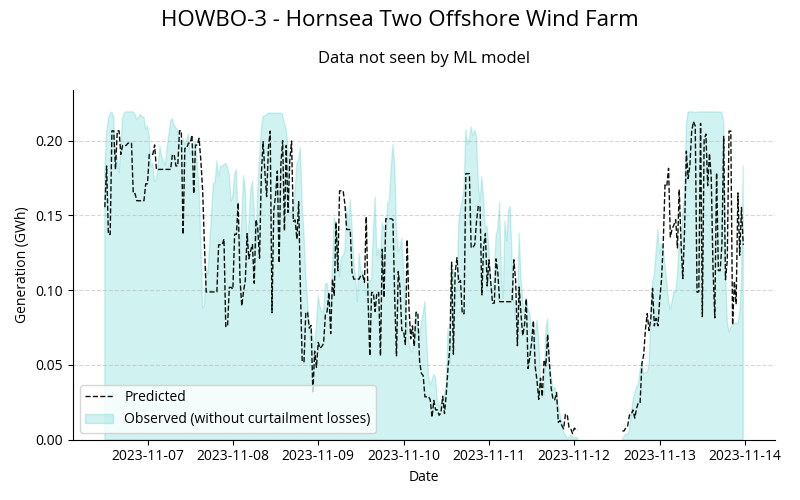 HOWBO-3 - Hornsea Two Offshore Wind Farm
Data not seen by ML model
Generation (GWh)
0.20
0.15
0.10
0.05
0.00
Predicted
Observed (without curtailment losses)
2023-11-07 2023-11-08 2023-11-09 2023-11-10 2023-11-11 2023-11-12 2023-11-13 2023-11-14
Date